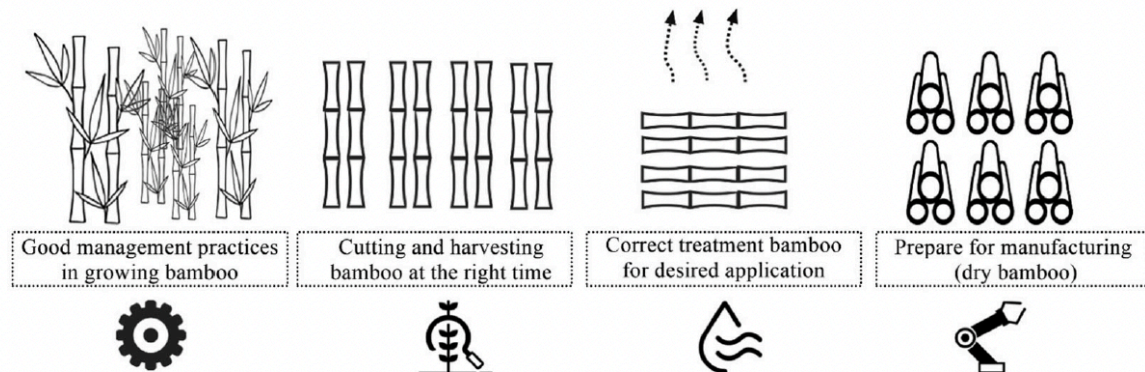 Good management practices
in growing bamboo
Cutting and harvesting
bamboo at the right time
Correct treatment bamboo
for desired application
Prepare for manufacturing
(dry bamboo)